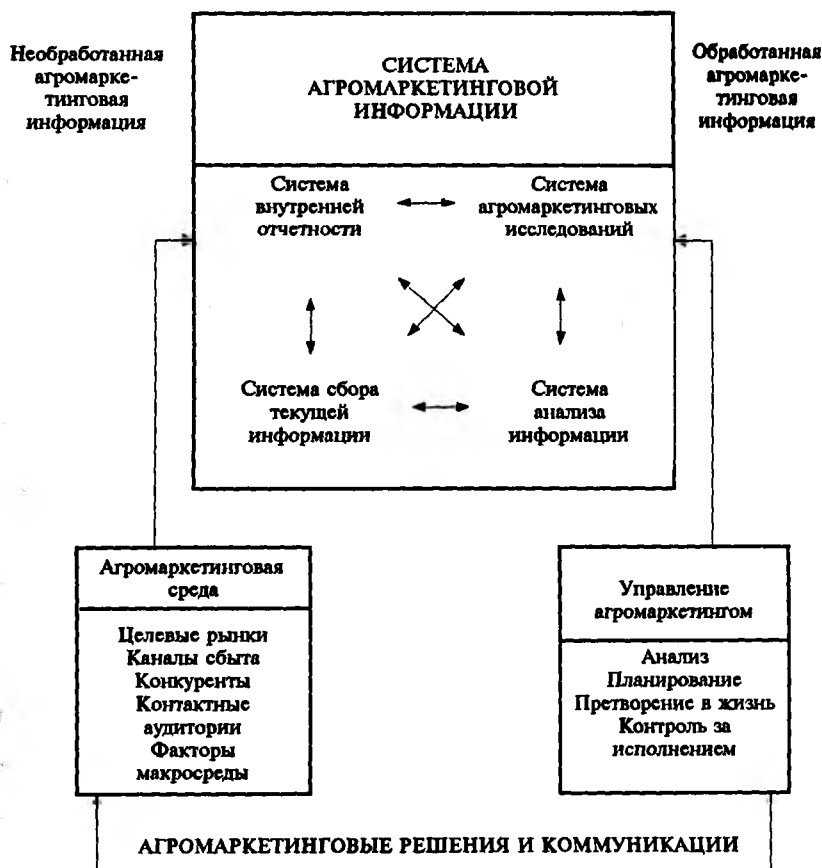 Необработанная
агромарке-
тинговая
информация
СИСТЕМА
АГРОМАРКЕТИНГОВОЙ
ИНФОРМАЦИИ
Обработанная
агромарке-
тинговая
информация
Система
внутренней
отчетности
Система
агромаркетинговых
исследований
Система сбора
текущей
информации
Система
анализа
информации
Агромаркетинговая
среда
Целевые рынки
Каналы сбыта
Конкуренты
Контактные
аудитории
Факторы
макросреды
Управление
агромаркетингом
Анализ
Планирование
Претворение в жизнь
Контроль за
исполнением
АГРОМАРКЕТИНГОВЫЕ РЕШЕНИЯ И КОММУНИКАЦИИ